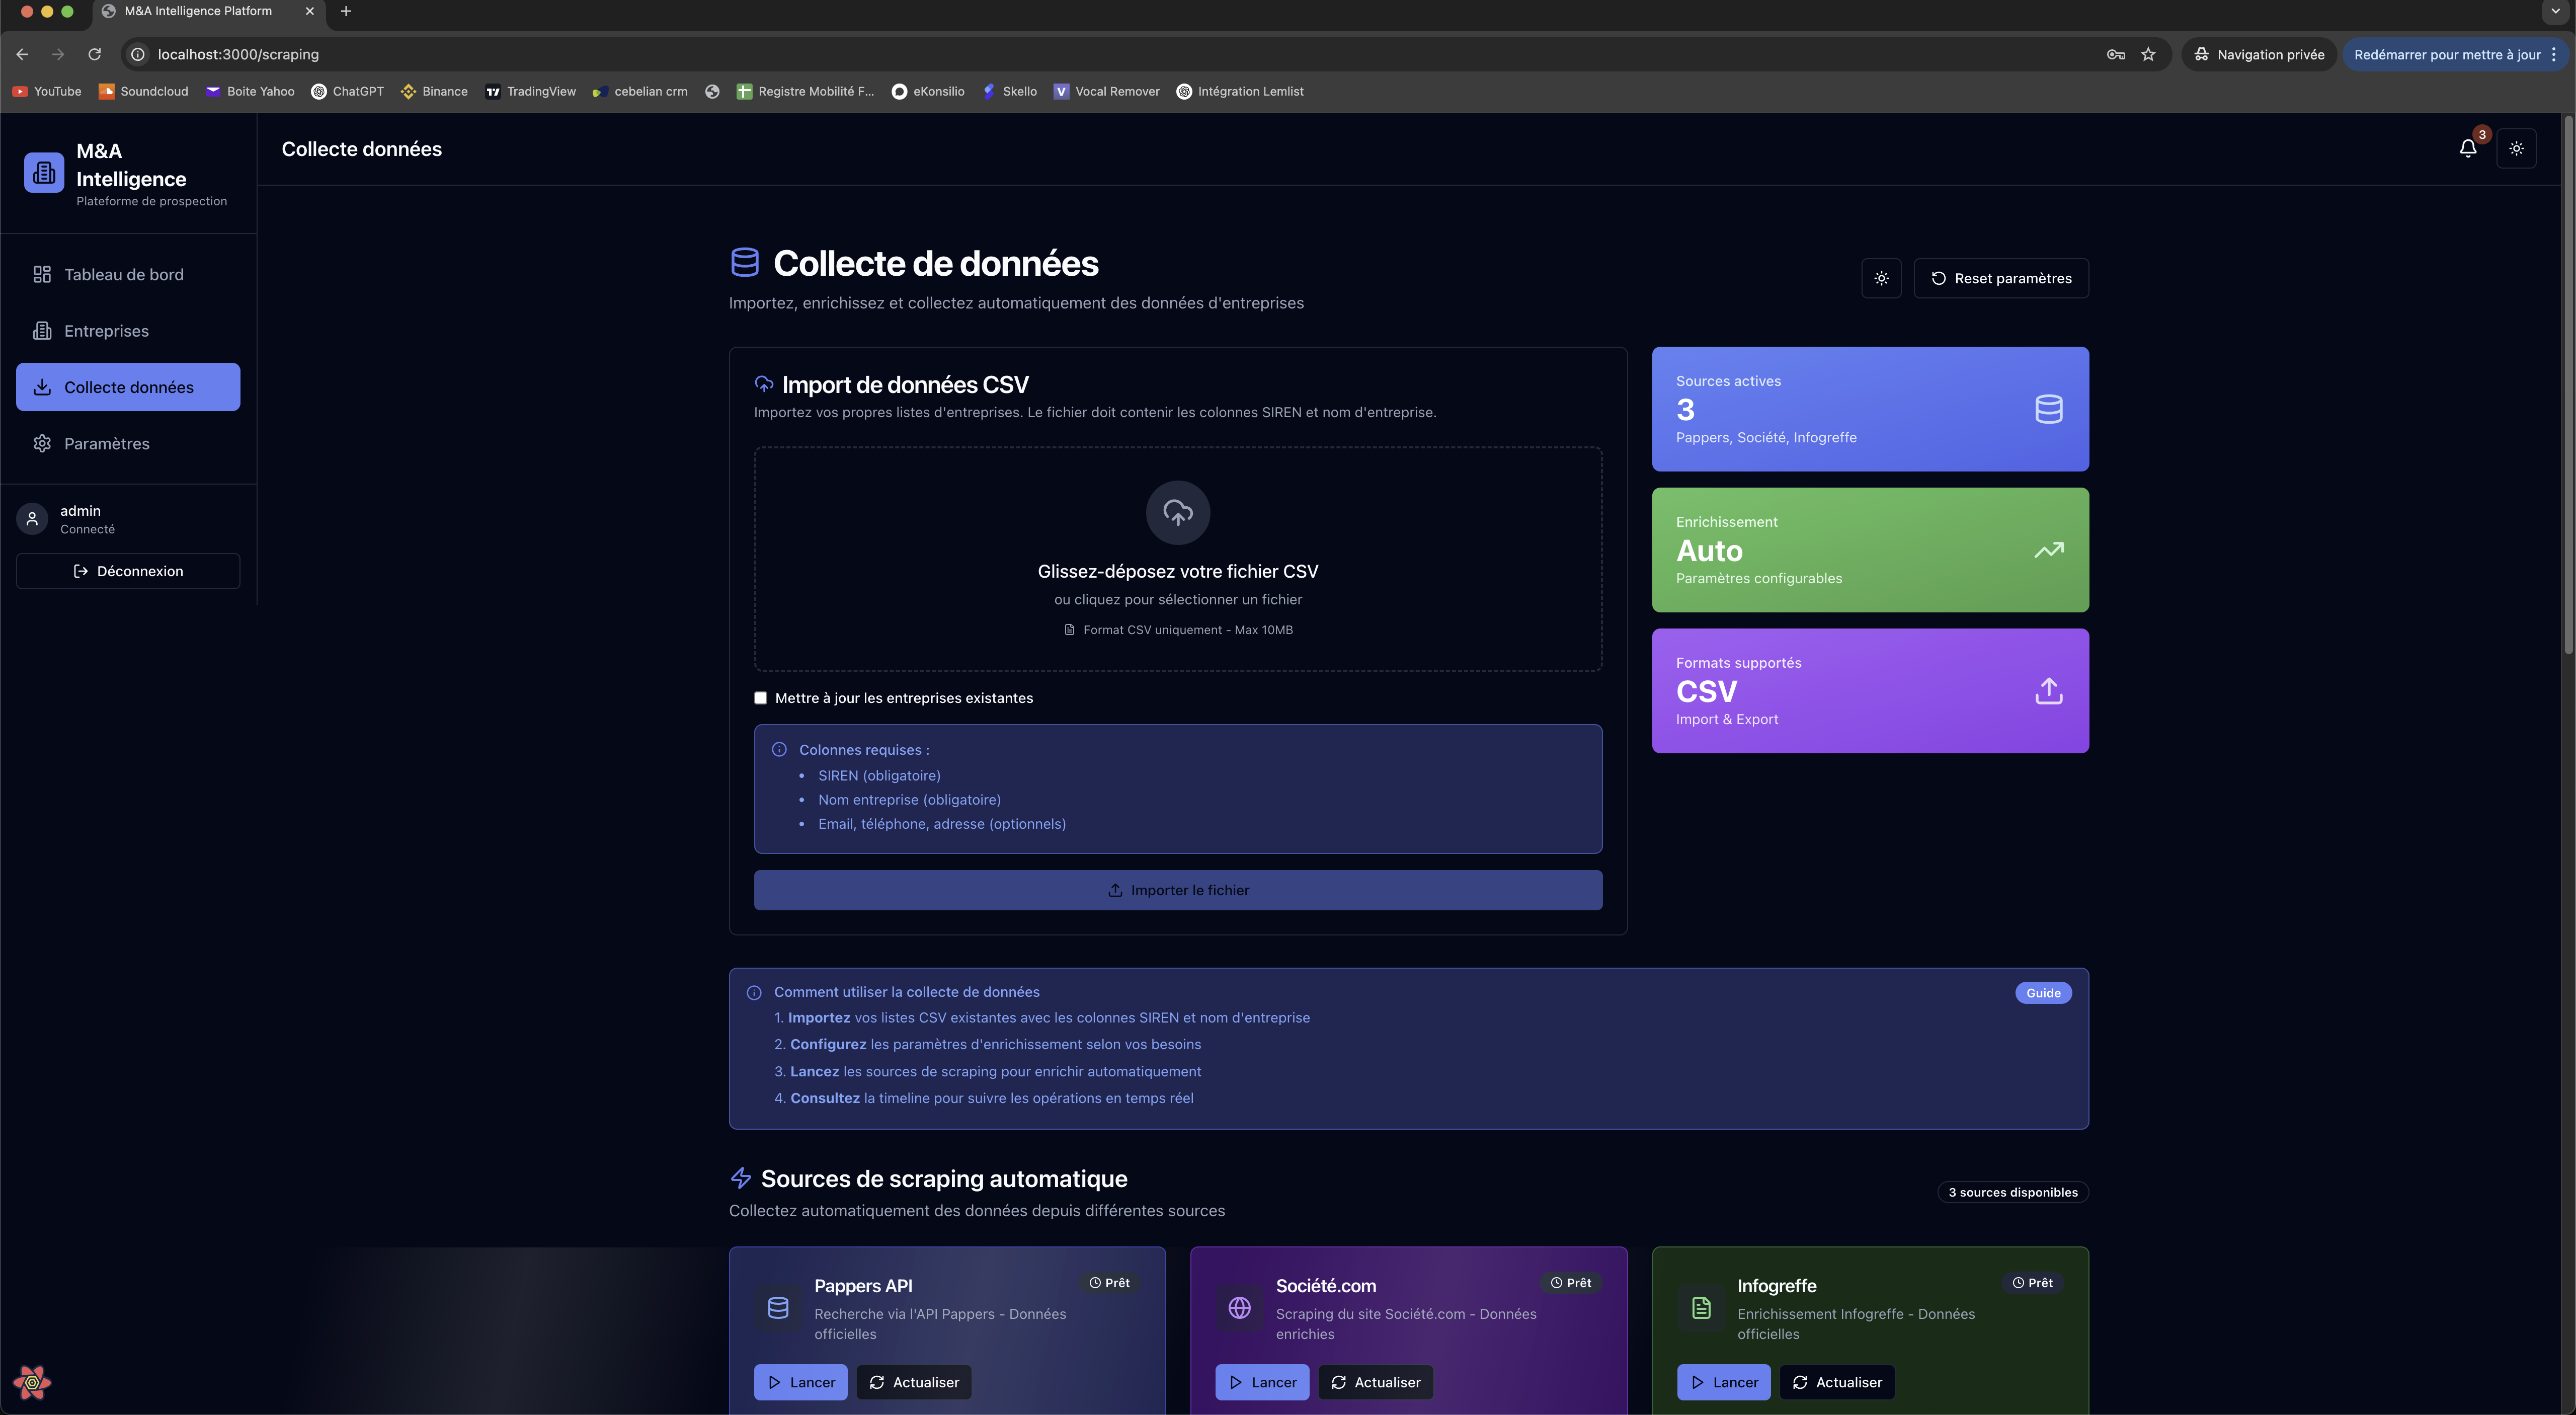 M&A Intelligence Platform
localhost:3000/scraping
Navigation privée
Redémarrer pour mettre à jour
YouTube
Soundcloud
Boite Yahoo
ChatGPT
Binance
TradingView
cebelian crm
Registre Mobilité F...
eKonsilio
Skello
V Vocal Remover
Intégration Lemlist
M&A
Intelligence
Plateforme de prospection
Collecte données
3
Tableau de bord
Entreprises
Collecte données
Paramètres
admin
Connecté
Déconnexion
Collecte de données
Importez, enrichissez et collectez automatiquement des données d'entreprises
Reset paramètres
Import de données CSV
Importez vos propres listes d'entreprises. Le fichier doit contenir les colonnes SIREN et nom d'entreprise.
Glissez-déposez votre fichier CSV
ou cliquez pour sélectionner un fichier
Format CSV uniquement - Max 10MB
Mettre à jour les entreprises existantes
Colonnes requises :
• SIREN (obligatoire)
• Nom entreprise (obligatoire)
• Email, téléphone, adresse (optionnels)
Importer le fichier
Sources actives
3
Pappers, Société, Infogreffe
Enrichissement
Auto
Paramètres configurables
Formats supportés
CSV
Import & Export
Comment utiliser la collecte de données
Guide
1. Importez vos listes CSV existantes avec les colonnes SIREN et nom d'entreprise
2. Configurez les paramètres d'enrichissement selon vos besoins
3. Lancez les sources de scraping pour enrichir automatiquement
4. Consultez la timeline pour suivre les opérations en temps réel
Sources de scraping automatique
Collectez automatiquement des données depuis différentes sources
3 sources disponibles
Pappers API
Prêt
Recherche via l'API Pappers - Données
officielles
Lancer
Actualiser
Société.com
Prêt
Scraping du site Société.com - Données
enrichies
Lancer
Actualiser
Infogreffe
Prêt
Enrichissement Infogreffe - Données
officielles
Lancer
Actualiser